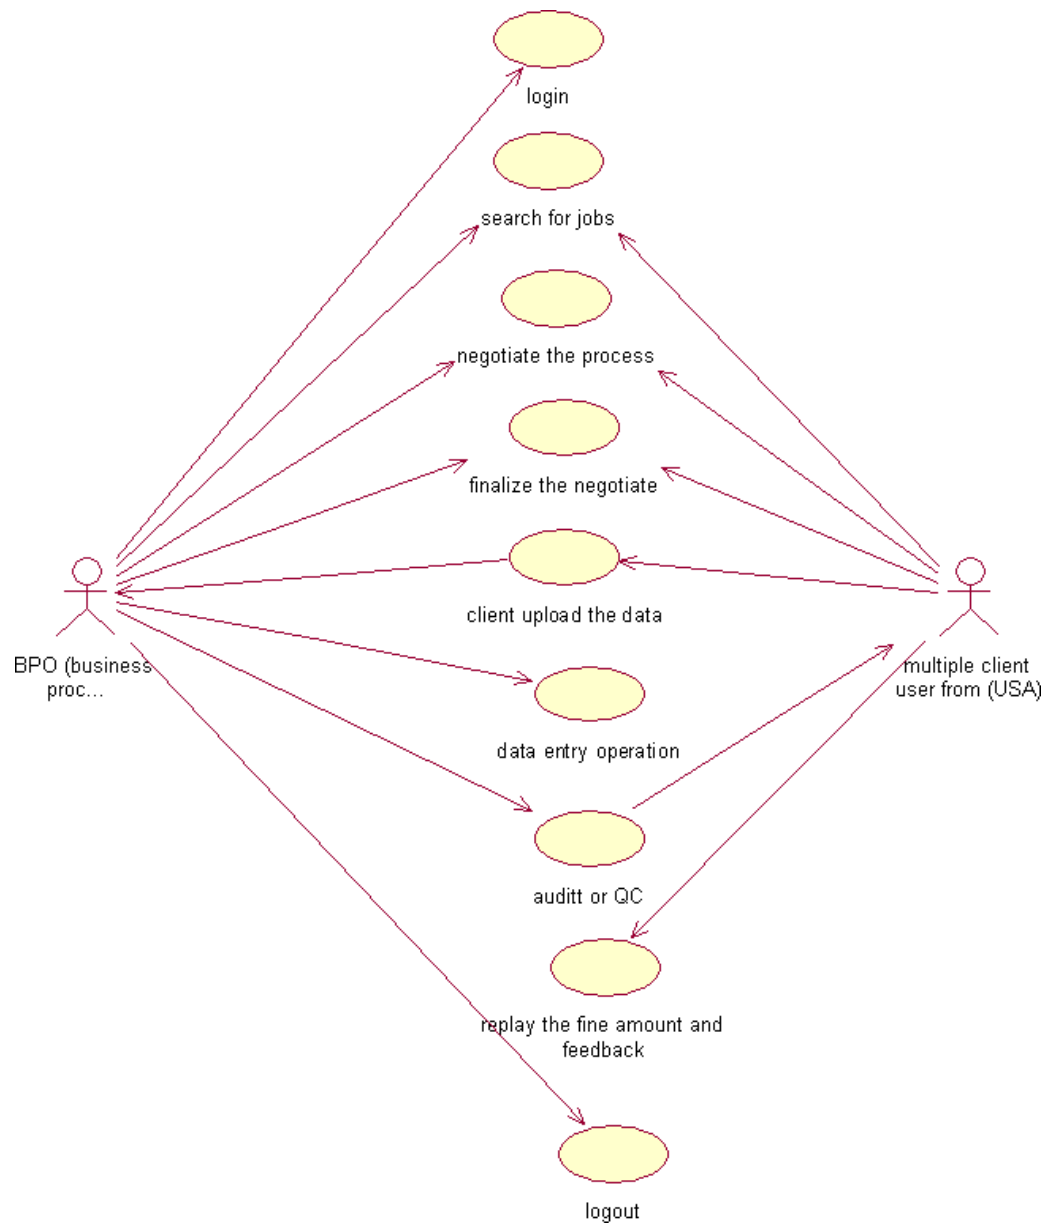 login
search for jobs
negotiate the process
finalize the negotiate
client upload the data
BPO (business
proc...
multiple client
user from (USA)
data entry operation
auditt or QC
replay the fine amount and
feedback
logout